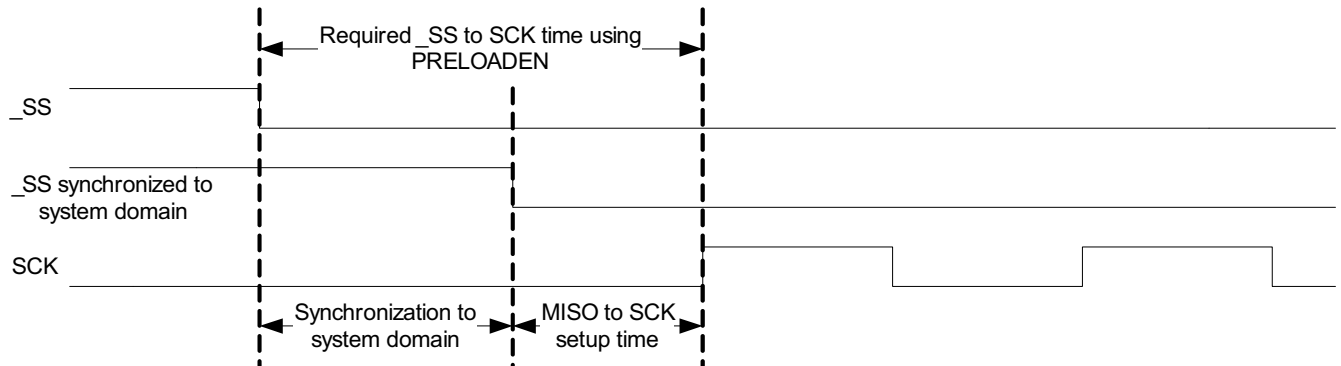 Required _SS to SCK time using
PRELOADEN
_SS
_SS synchronized to
system domain
SCK
Synchronization to
system domain
MISO to SCK
setup time